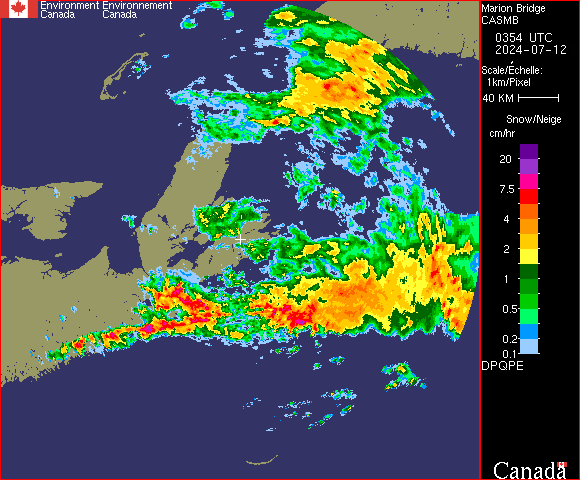 Environment Environnement
Canada Canada
Marion Bridge
CASMB
0354 UTC
2024-07-12
Scale/Échelle:
1km/Pixel
40 KM
Snow/Neige
cm/hr
20
7.5
4
2
1
0.5
0.2
0.1
DPQPE
Canada